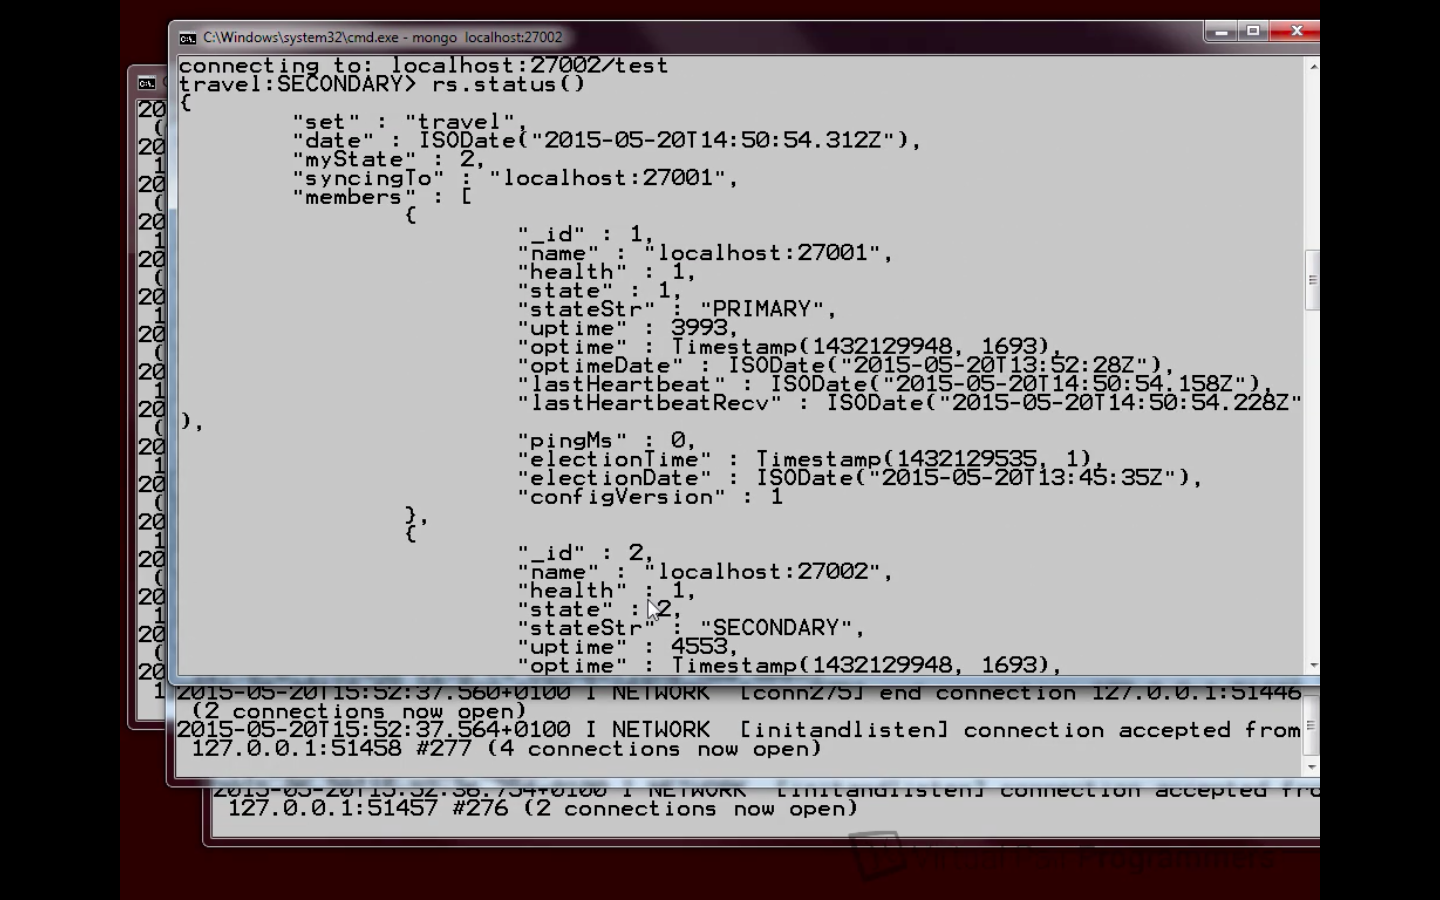 C:\Windows\system32\cmd.exe - mongo localhost:27002
connecting to: localhost:27002/test
travel:SECONDARY> rs.status()
{
"set" : "travel",
"date" : ISODate("2015-05-20T14:50:54.312Z"),
"myState" : 2,
"syncingTo" : "localhost:27001",
"members" : [
{
"_id" : 1,
"name" : "localhost:27001",
"health" : 1,
"state" : 1,
"stateStr" : "PRIMARY",
"uptime" : 3993,
"optime" : Timestamp(1432129948, 1693),
"optimeDate" : ISODate("2015-05-20T13:52:28Z"),
"lastHeartbeat" : ISODate("2015-05-20T14:50:54.158Z"),
"lastHeartbeatRecv" : ISODate("2015-05-20T14:50:54.228Z"
),
"pingMs" : 0,
"electionTime" : Timestamp(1432129535, 1),
"electionDate" : ISODate("2015-05-20T13:45:35Z"),
"configVersion" : 1
},
{
"_id" : 2,
"name" : "localhost:27002",
"health" : 1,
"state" : 2,
"stateStr" : "SECONDARY",
"uptime" : 4553,
"optime" : Timestamp(1432129948, 1693),
2015-05-20T15:52:37.560+0100 I NETWORK [conn275] end connection 127.0.0.1:51446
(2 connections now open)
2015-05-20T15:52:37.564+0100 I NETWORK [initandlisten] connection accepted from
127.0.0.1:51458 #277 (4 connections now open)
2015-05-20T15:52:36.754+0100 I NETWORK [initandlisten] connection accepted fro
127.0.0.1:51457 #276 (2 connections now open)
Virtual Pair Programmers